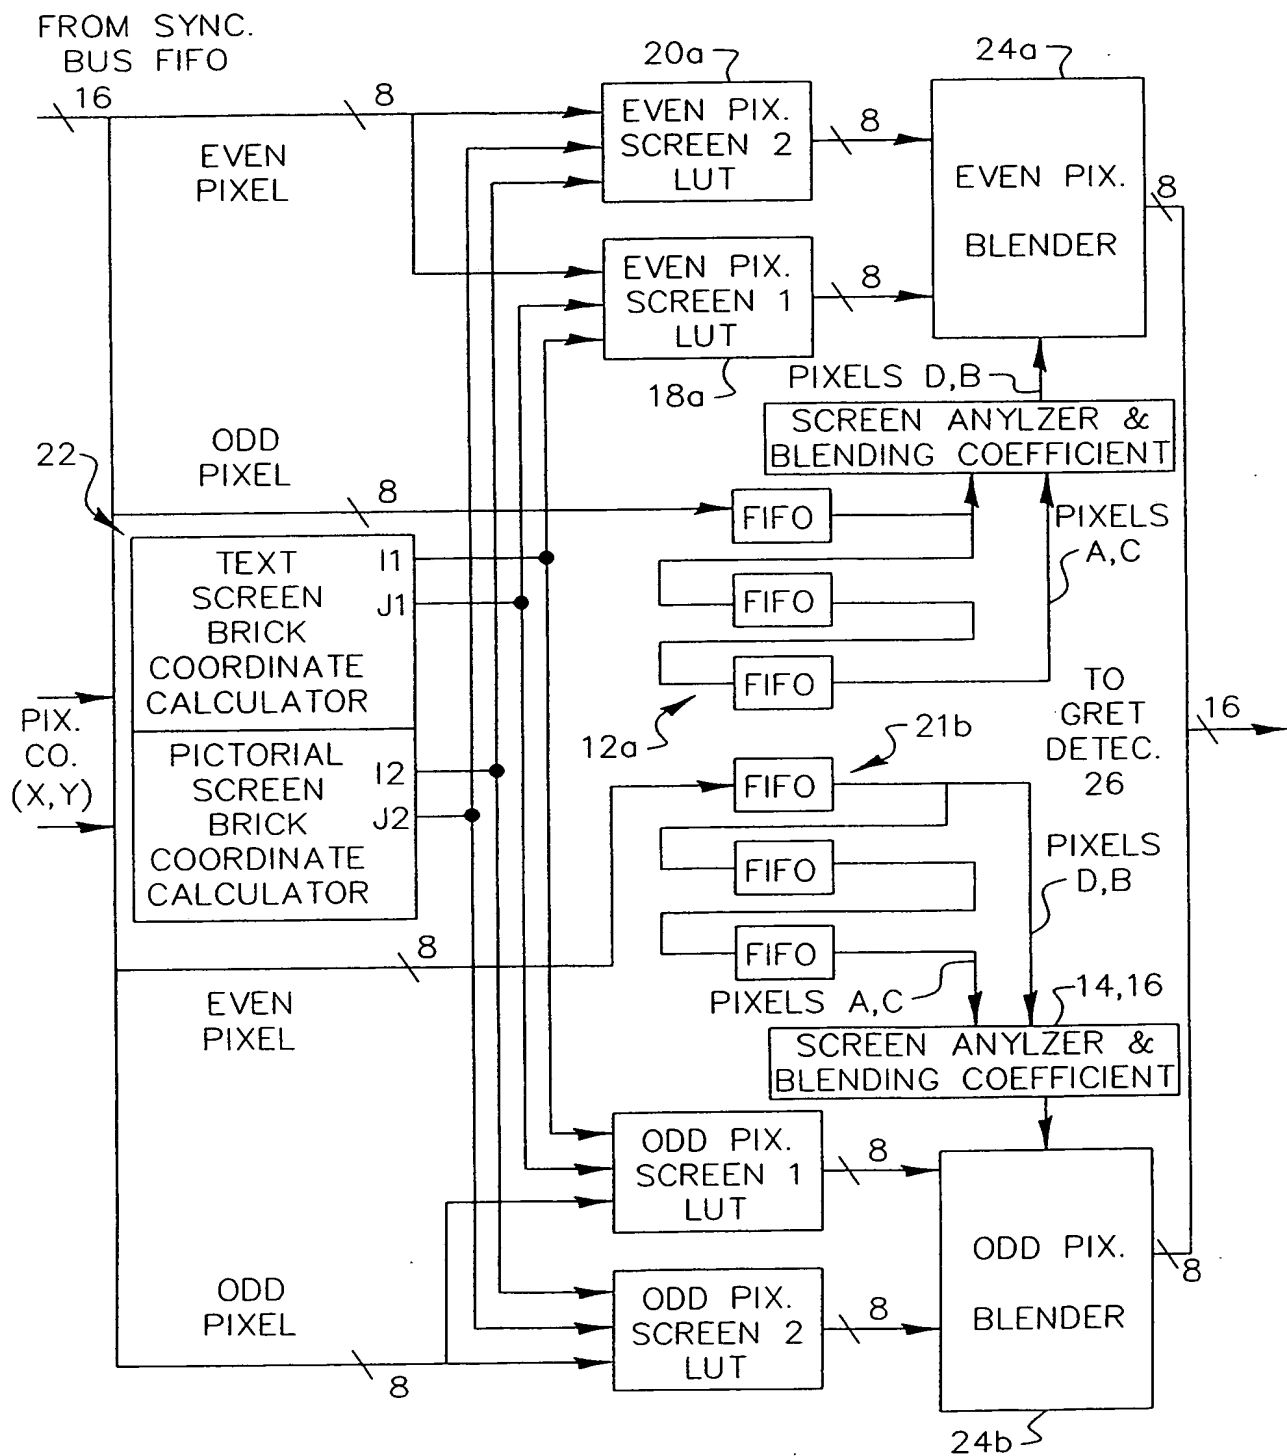 FROM SYNC.
BUS FIFO
16
8
EVEN
PIXEL
20a
EVEN PIX.
SCREEN 2
LUT
8
24a
EVEN PIX.
BLENDER
8
EVEN PIX.
SCREEN 1
LUT
8
18a
PIXELS D,B
SCREEN ANYLZER &
BLENDING COEFFICIENT
22
ODD
PIXEL
8
FIFO
PIXELS
A,C
TEXT
SCREEN
BRICK
COORDINATE
CALCULATOR
I1
J1
FIFO
FIFO
12a
PIX.
CO.
(X,Y)
PICTORIAL
SCREEN
BRICK
COORDINATE
CALCULATOR
I2
J2
21b
FIFO
FIFO
FIFO
TO
GRET
DETEC.
26
16
PIXELS
D,B
8
EVEN
PIXEL
PIXELS A,C
14,16
SCREEN ANYLZER &
BLENDING COEFFICIENT
ODD PIX.
SCREEN 1
LUT
8
ODD PIX.
BLENDER
8
ODD
PIXEL
8
ODD PIX.
SCREEN 2
LUT
8
24b